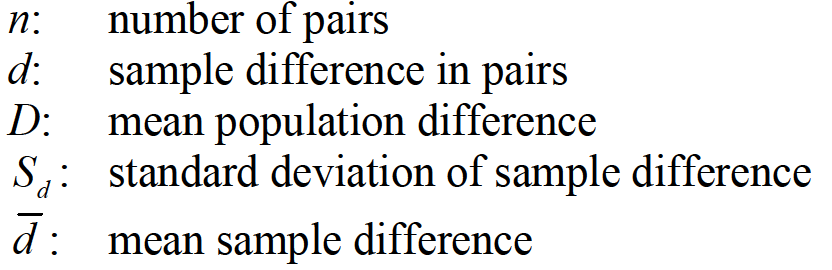 n: number of pairs
d: sample difference in pairs
D: mean population difference
S_d: standard deviation of sample difference
d̅: mean sample difference